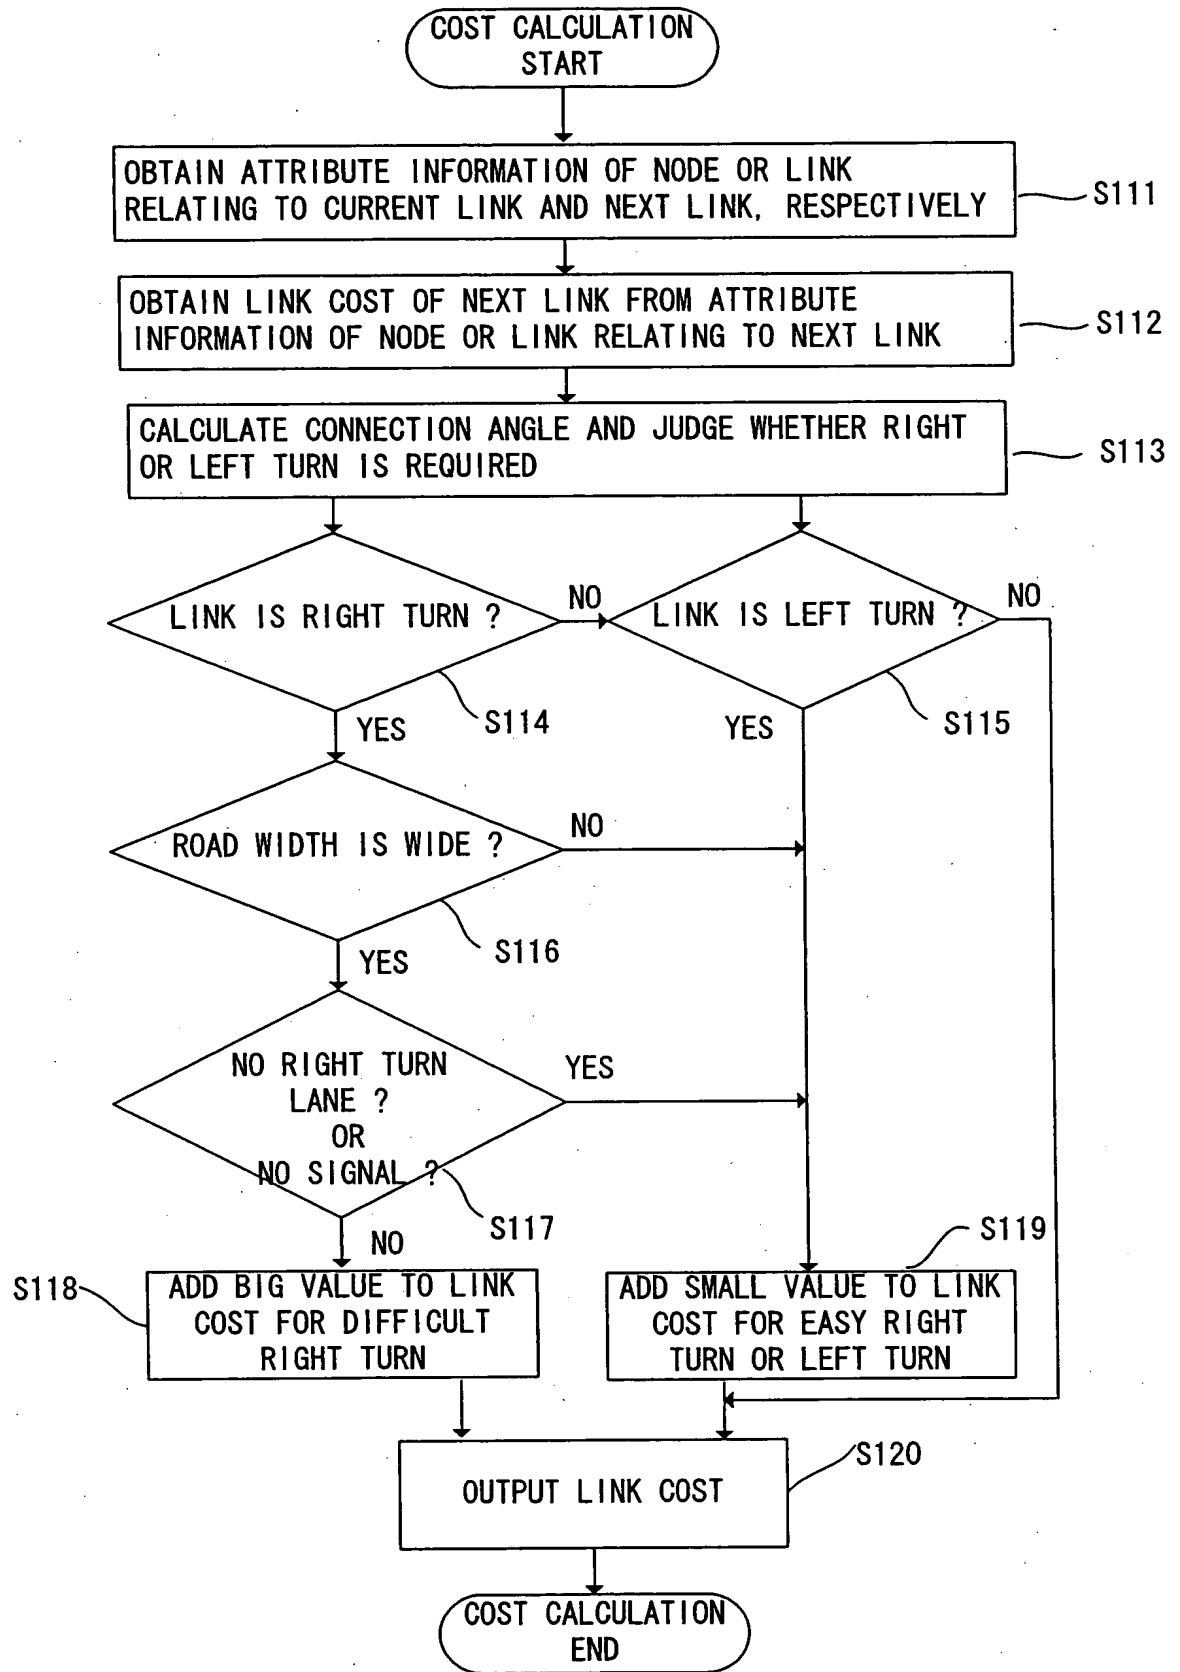 COST CALCULATION
START
OBTAIN ATTRIBUTE INFORMATION OF NODE OR LINK
RELATING TO CURRENT LINK AND NEXT LINK, RESPECTIVELY
S111
OBTAIN LINK COST OF NEXT LINK FROM ATTRIBUTE
INFORMATION OF NODE OR LINK RELATING TO NEXT LINK
S112
CALCULATE CONNECTION ANGLE AND JUDGE WHETHER RIGHT
OR LEFT TURN IS REQUIRED
S113
LINK IS RIGHT TURN ?
NO
LINK IS LEFT TURN ?
NO
S114
S115
YES
YES
ROAD WIDTH IS WIDE ?
NO
S116
YES
NO RIGHT TURN
LANE ?
OR
NO SIGNAL ?
YES
S117
NO
S118
ADD BIG VALUE TO LINK
COST FOR DIFFICULT
RIGHT TURN
S119
ADD SMALL VALUE TO LINK
COST FOR EASY RIGHT
TURN OR LEFT TURN
OUTPUT LINK COST
S120
COST CALCULATION
END